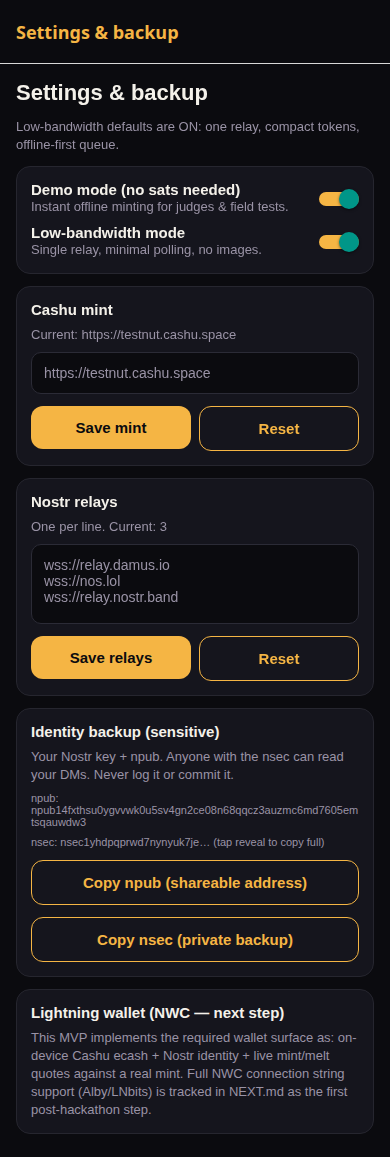 Settings & backup
Settings & backup
Low-bandwidth defaults are ON: one relay, compact tokens,
offline-first queue.
Demo mode (no sats needed)
Instant offline minting for judges & field tests.
Low-bandwidth mode
Single relay, minimal polling, no images.
Cashu mint
Current: https://testnut.cashu.space
https://testnut.cashu.space
Save mint
Reset
Nostr relays
One per line. Current: 3
wss://relay.damus.io
wss://nos.lol
wss://relay.nostr.band
Save relays
Reset
Identity backup (sensitive)
Your Nostr key + npub. Anyone with the nsec can read
your DMs. Never log it or commit it.
npub:
npub14fxthsu0ygvvwk0u5sv4gn2ce08n68qqcz3auzmc6md7605em
tsqauwdw3
nsec: nsec1yhdpqprwd7nynyuk7je… (tap reveal to copy full)
Copy npub (shareable address)
Copy nsec (private backup)
Lightning wallet (NWC — next step)
This MVP implements the required wallet surface as: on-
device Cashu ecash + Nostr identity + live mint/melt
quotes against a real mint. Full NWC connection string
support (Alby/LNbits) is tracked in NEXT.md as the first
post-hackathon step.